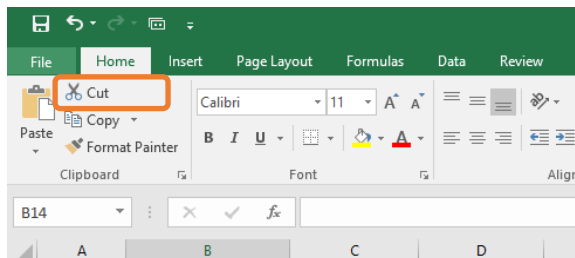 File Home Insert Page Layout Formulas Data Review
Cut
Calibri 11 A A
Copy
Paste
Format Painter
B I U A
Clipboard Font Align
B14 fx
A B C D